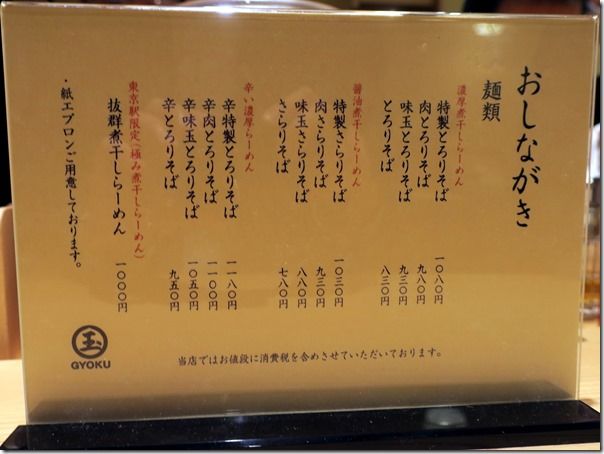 おしながき
麺類
濃厚煮干しらーめん
特製とろりそば 一〇八〇円
肉とろりそば 九八〇円
味玉とろりそば 九三〇円
とろりそば 八三〇円
醤油煮干しらーめん
特製さらりそば 一〇三〇円
肉さらりそば 九三〇円
味玉さらりそば 八八〇円
さらりそば 七八〇円
辛い濃厚らーめん
辛特製とろりそば 一一八〇円
辛肉とろりそば 一一〇〇円
辛味玉とろりそば 一〇五〇円
辛とろりそば 九五〇円
東京駅限定(極み煮干しらーめん)
抜群煮干しらーめん 一〇〇〇円
・紙エプロンご用意しております。
当店ではお値段に消費税を含めさせていただいております。
玉
GYOKU